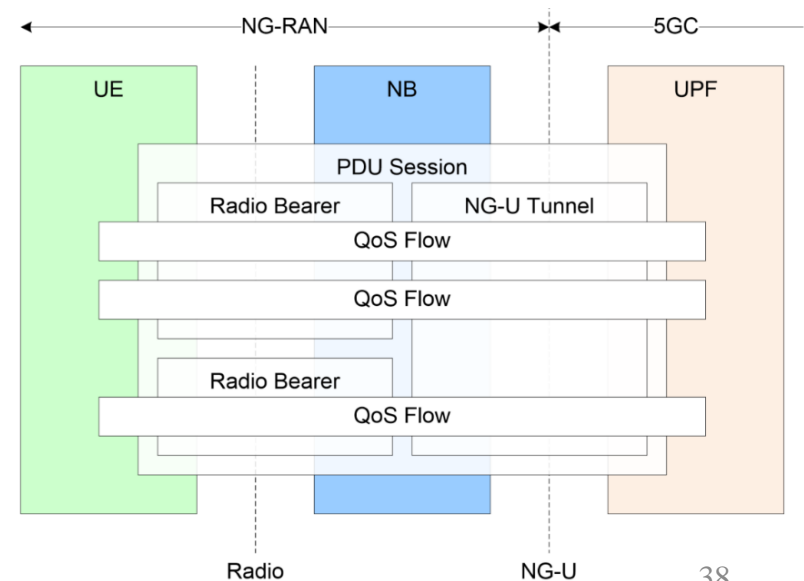 NG-RAN 5GC
UE NB UPF
PDU Session
Radio Bearer NG-U Tunnel
QoS Flow
QoS Flow
Radio Bearer
QoS Flow
Radio NG-U 38